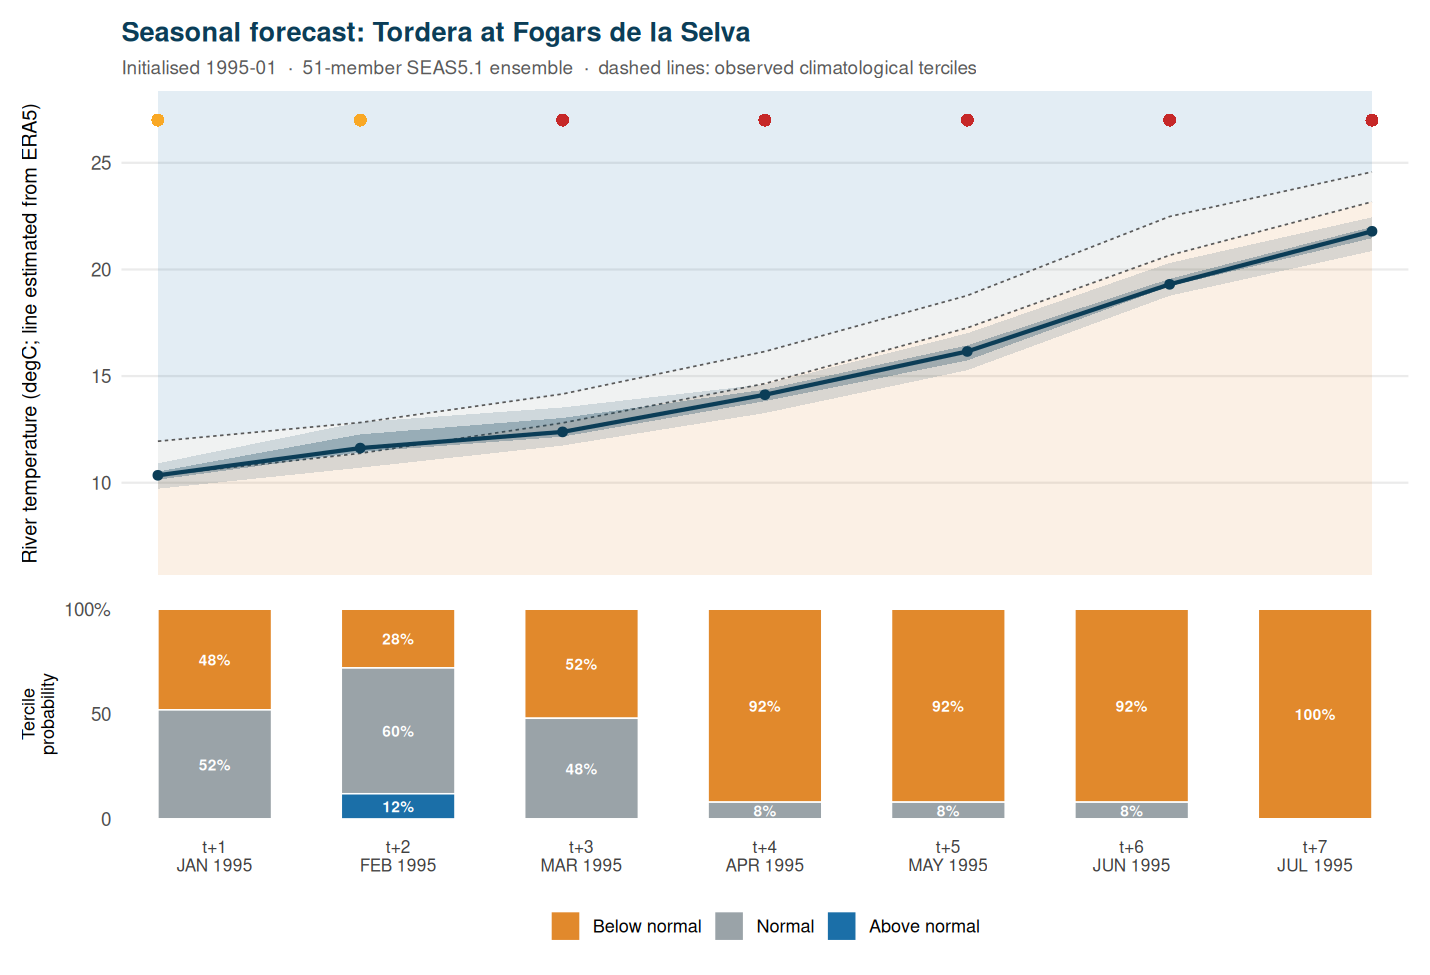 Seasonal forecast: Tordera at Fogars de la Selva
Initialised 1995-01 · 51-member SEAS5.1 ensemble · dashed lines: observed climatological terciles
River temperature (degC; line estimated from ERA5)
25
20
15
10
Tercile
probability
100%
50
0
48%
52%
28%
60%
12%
52%
48%
92%
8%
92%
8%
92%
8%
100%
t+1
JAN 1995
t+2
FEB 1995
t+3
MAR 1995
t+4
APR 1995
t+5
MAY 1995
t+6
JUN 1995
t+7
JUL 1995
Below normal
Normal
Above normal